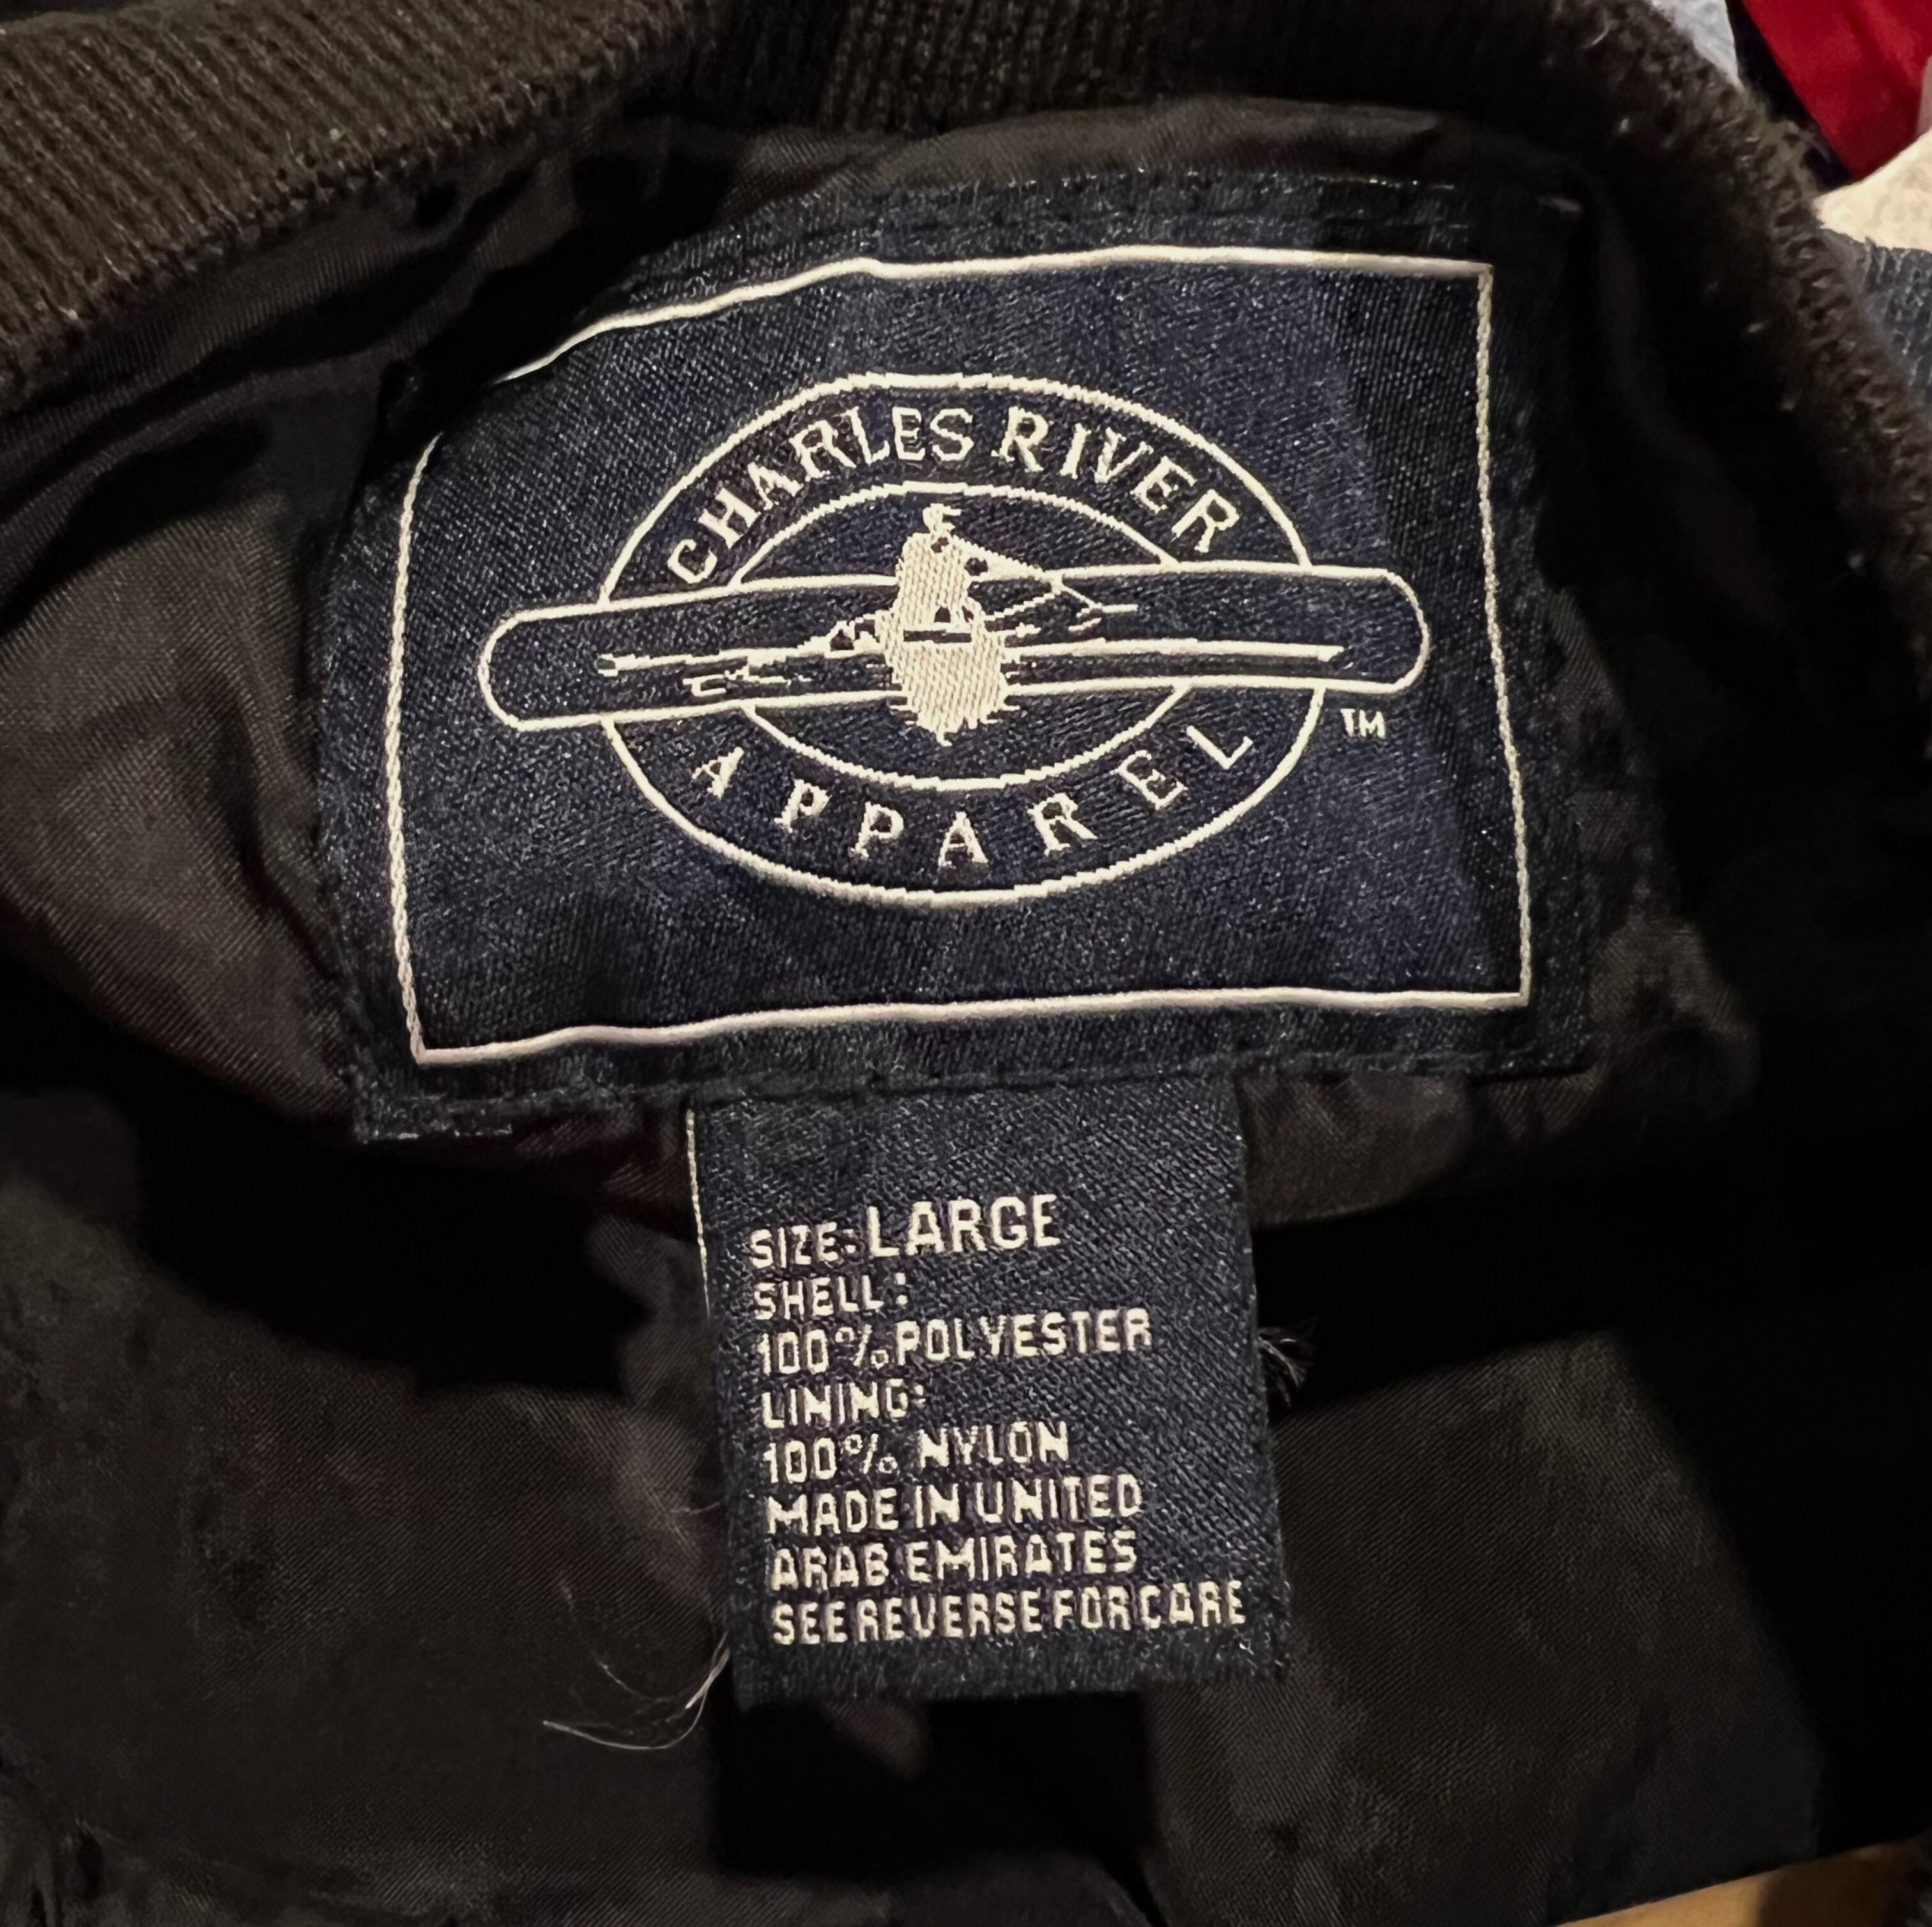 CHARLES RIVER
APPAREL
TM
SIZE: LARGE
SHELL:
100% POLYESTER
LINING:
100% NYLON
MADE IN UNITED
ARAB EMIRATES
SEE REVERSE FOR CARE